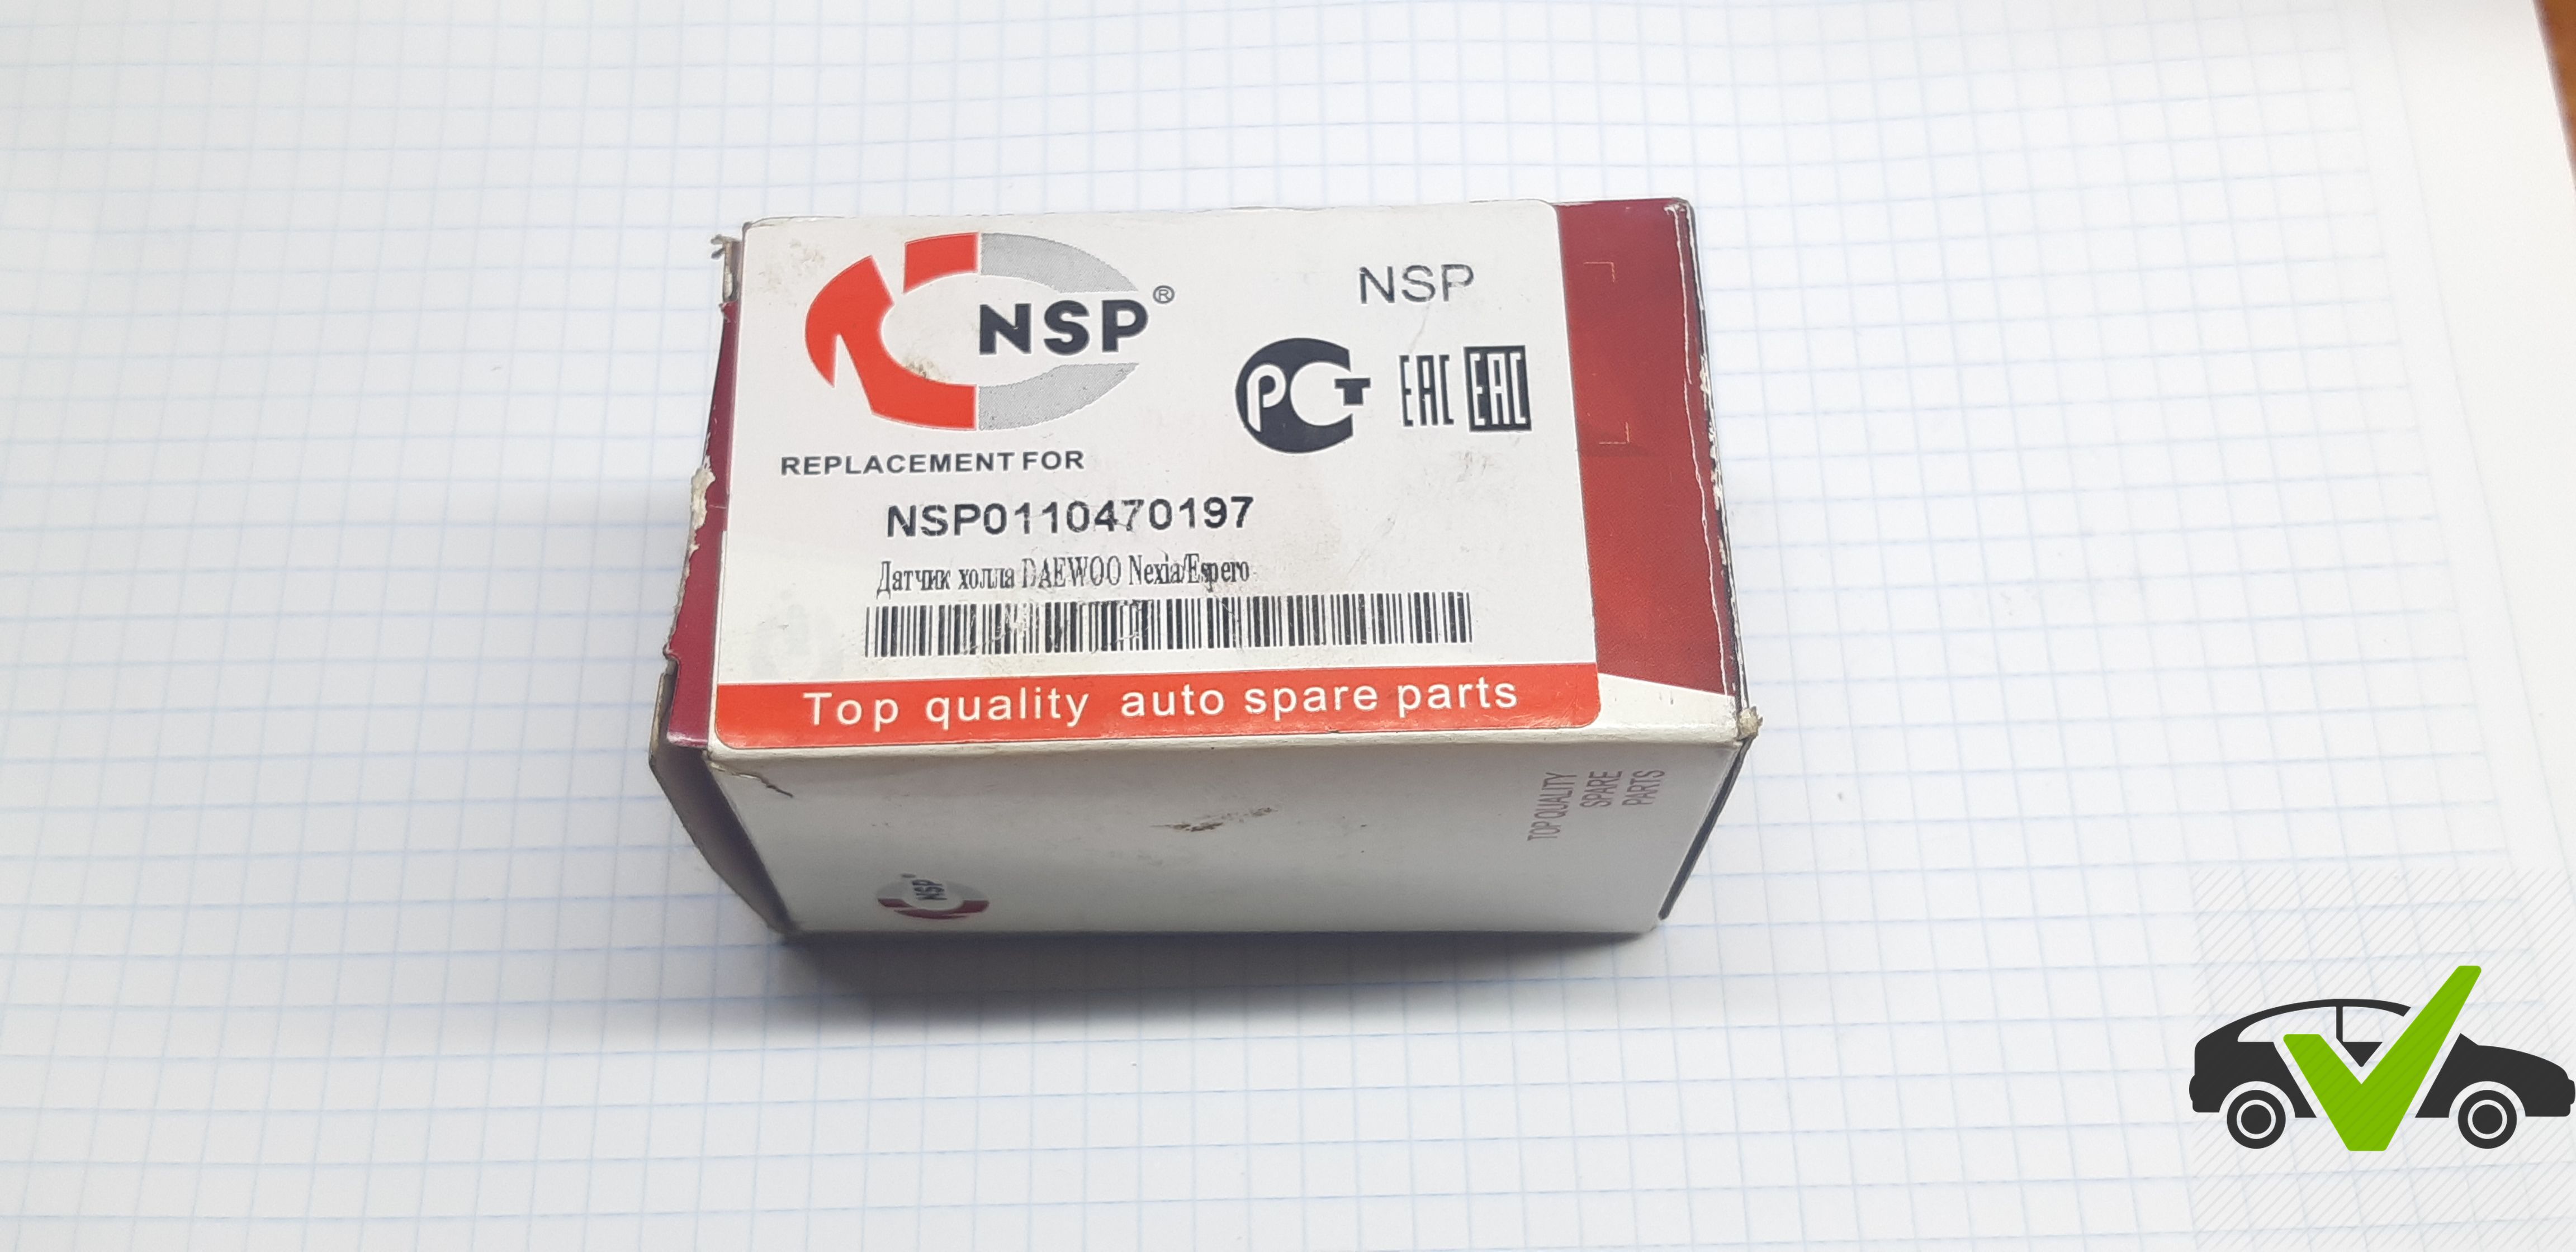 NSP®
NSP
РСТ
EAC EAC
REPLACEMENT FOR
NSP0110470197
Датчик холла DAEWOO Nexia/Espero
Top quality auto spare parts
TOP QUALITY
SPARE
PARTS
NSP®